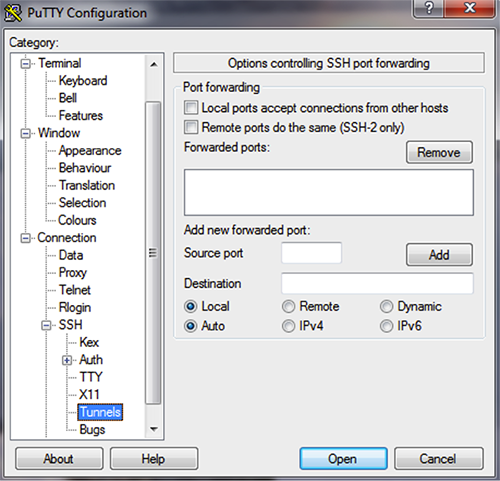 PuTTY Configuration
?
Category:
Terminal
Keyboard
Bell
Features
Window
Appearance
Behaviour
Translation
Selection
Colours
Connection
Data
Proxy
Telnet
Rlogin
SSH
Kex
Auth
TTY
X11
Tunnels
Bugs
Options controlling SSH port forwarding
Port forwarding
Local ports accept connections from other hosts
Remote ports do the same (SSH-2 only)
Forwarded ports:
Remove
Add new forwarded port:
Source port
Add
Destination
Local Remote Dynamic
Auto IPv4 IPv6
About Help Open Cancel